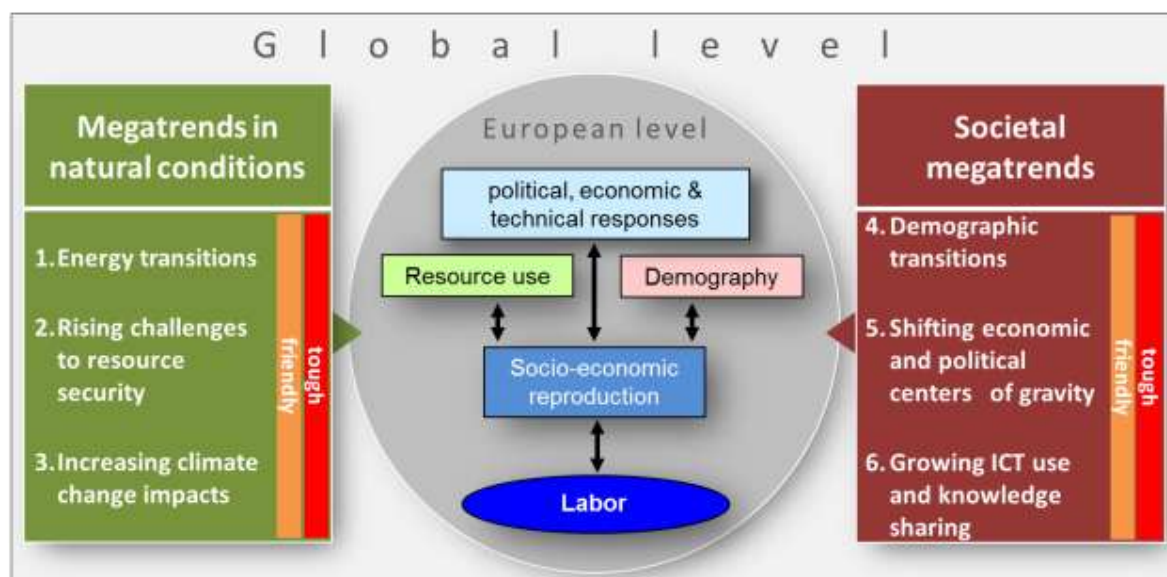 Global level
Megatrends in
natural conditions
1. Energy transitions
2. Rising challenges
to resource
security
3. Increasing climate
change impacts
friendly
tough
European level
political, economic &
technical responses
Resource use
Demography
Socio-economic
reproduction
Labor
Societal
megatrends
4. Demographic
transitions
5. Shifting economic
and political
centers of gravity
6. Growing ICT use
and knowledge
sharing
friendly
tough